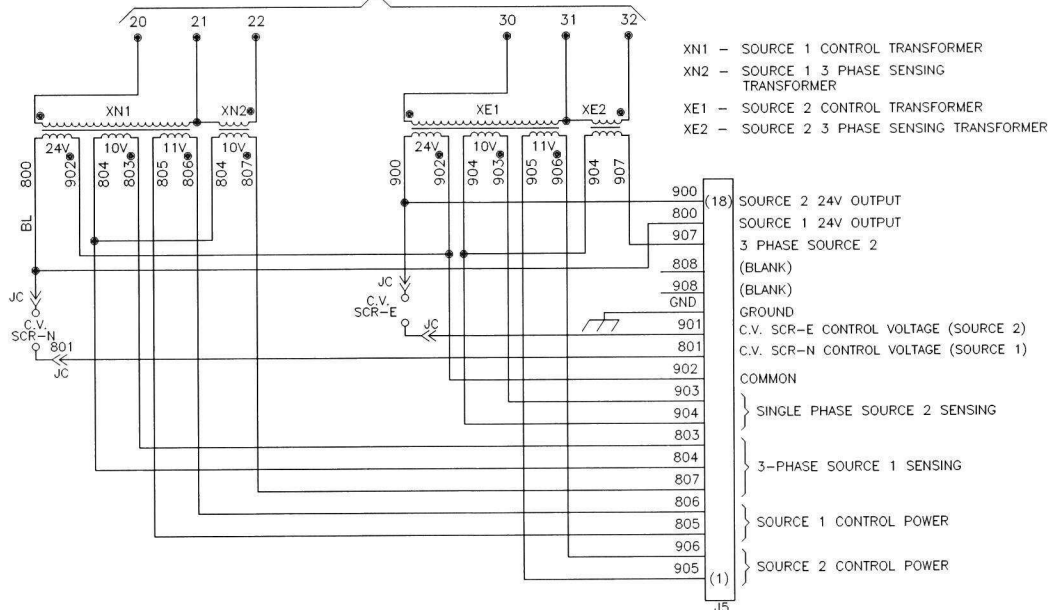 20 21 22 30 31 32
XN1 – SOURCE 1 CONTROL TRANSFORMER
XN2 – SOURCE 1 3 PHASE SENSING
TRANSFORMER
XE1 – SOURCE 2 CONTROL TRANSFORMER
XE2 – SOURCE 2 3 PHASE SENSING TRANSFORMER
XN1 XN2 XE1 XE2
24V 10V 11V 10V 24V 10V 11V
800 902 804 803 805 806 804 807 900 902 904 903 905 906 904 907
BL
900 (18) SOURCE 2 24V OUTPUT
800 SOURCE 1 24V OUTPUT
907 3 PHASE SOURCE 2
808 (BLANK)
908 (BLANK)
GND GROUND
901 C.V. SCR-E CONTROL VOLTAGE (SOURCE 2)
801 C.V. SCR-N CONTROL VOLTAGE (SOURCE 1)
902 COMMON
903
904 SINGLE PHASE SOURCE 2 SENSING
803
804 3-PHASE SOURCE 1 SENSING
807
806
805 SOURCE 1 CONTROL POWER
906
905 SOURCE 2 CONTROL POWER
(1)
J5
JC
C.V.
SCR-N
801
JC
JC
C.V.
SCR-E
JC